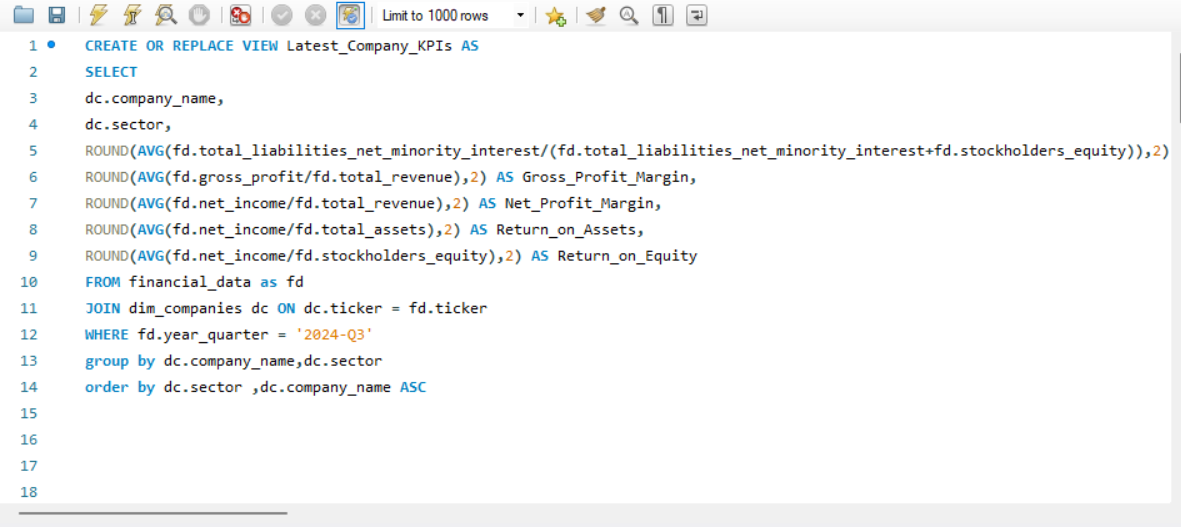 Limit to 1000 rows
1 CREATE OR REPLACE VIEW Latest_Company_KPIs AS
2 SELECT
3 dc.company_name,
4 dc.sector,
5 ROUND(AVG(fd.total_liabilities_net_minority_interest/(fd.total_liabilities_net_minority_interest+fd.stockholders_equity)),2)
6 ROUND(AVG(fd.gross_profit/fd.total_revenue),2) AS Gross_Profit_Margin,
7 ROUND(AVG(fd.net_income/fd.total_revenue),2) AS Net_Profit_Margin,
8 ROUND(AVG(fd.net_income/fd.total_assets),2) AS Return_on_Assets,
9 ROUND(AVG(fd.net_income/fd.stockholders_equity),2) AS Return_on_Equity
10 FROM financial_data as fd
11 JOIN dim_companies dc ON dc.ticker = fd.ticker
12 WHERE fd.year_quarter = '2024-Q3'
13 group by dc.company_name,dc.sector
14 order by dc.sector ,dc.company_name ASC
15
16
17
18